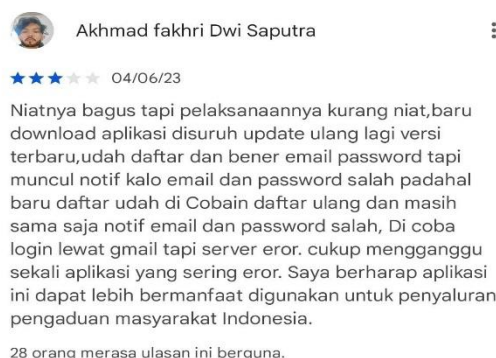 Akhmad fakhri Dwi Saputra
04/06/23
Niatnya bagus tapi pelaksanaannya kurang niat,baru
download aplikasi disuruh update ulang lagi versi
terbaru,udah daftar dan bener email password tapi
muncul notif kalo email dan password salah padahal
baru daftar udah di Cobain daftar ulang dan masih
sama saja notif email dan password salah, Di coba
login lewat gmail tapi server eror. cukup mengganggu
sekali aplikasi yang sering eror. Saya berharap aplikasi
ini dapat lebih bermanfaat digunakan untuk penyaluran
pengaduan masyarakat Indonesia.
28 orang merasa ulasan ini berguna.